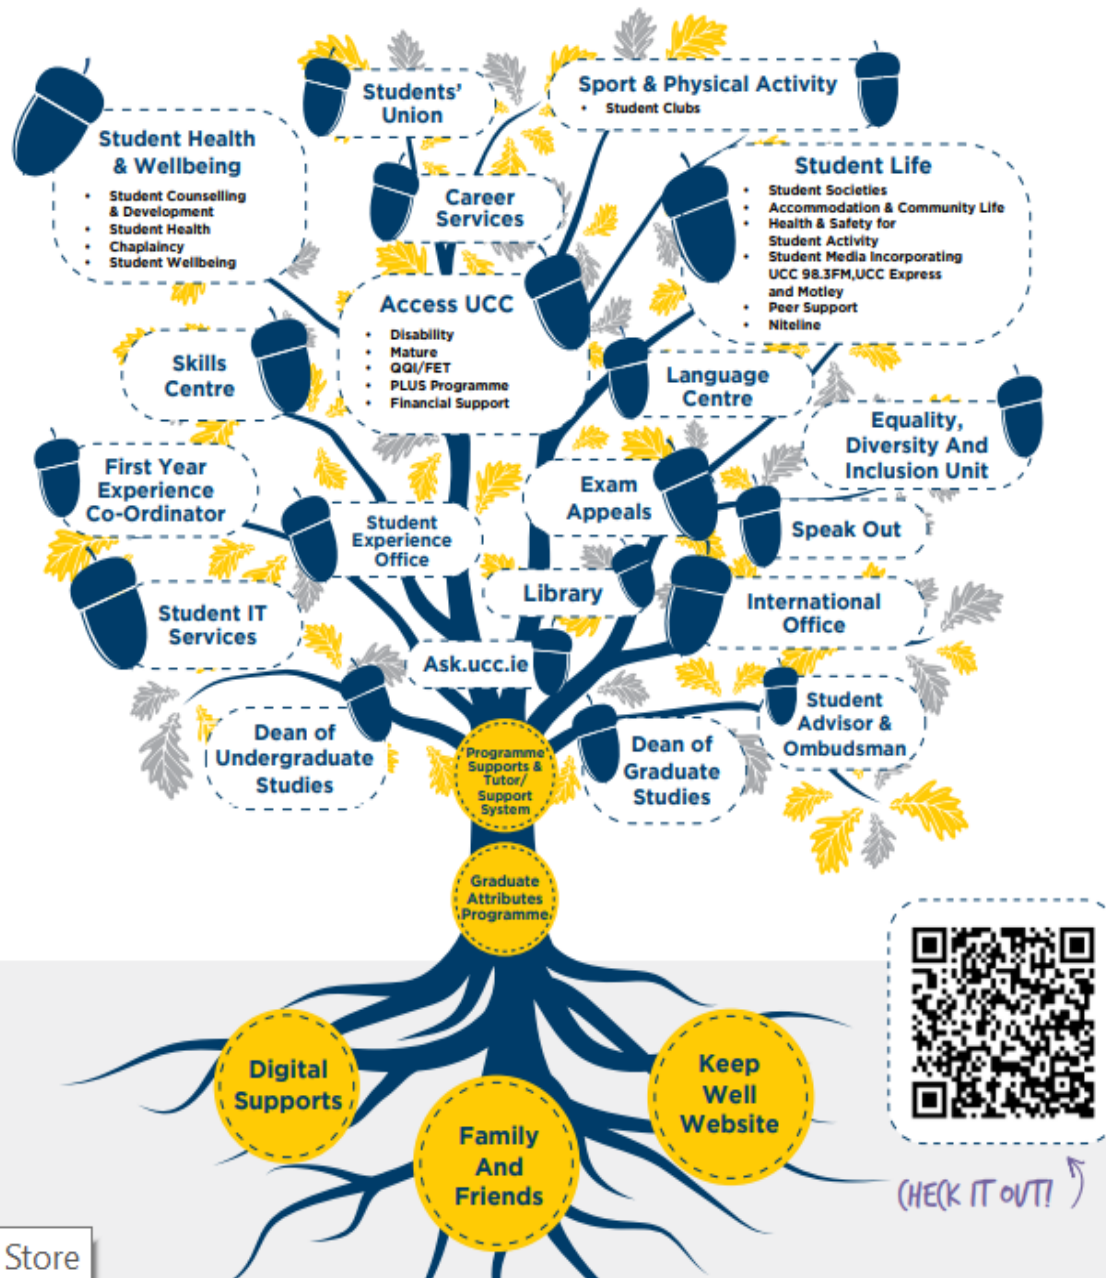 Students'
Union
Sport & Physical Activity
• Student Clubs
Student Health
& Wellbeing
• Student Counselling
& Development
• Student Health
• Chaplaincy
• Student Wellbeing
Career
Services
Student Life
• Student Societies
• Accommodation & Community Life
• Health & Safety for
Student Activity
• Student Media Incorporating
UCC 98.3FM,UCC Express
and Motley
• Peer Support
• Niteline
Access UCC
• Disability
• Mature
• QQI/FET
• PLUS Programme
• Financial Support
Skills
Centre
Language
Centre
Equality,
Diversity And
Inclusion Unit
First Year
Experience
Co-Ordinator
Exam
Appeals
Student
Experience
Office
Speak Out
Library
Student IT
Services
International
Office
Ask.ucc.ie
Dean of
Undergraduate
Studies
Programme
Supports &
Tutor/
Support
System
Dean of
Graduate
Studies
Student
Advisor &
Ombudsman
Graduate
Attributes
Programme
Digital
Supports
Family
And
Friends
Keep
Well
Website
CHECK IT OUT!
Store